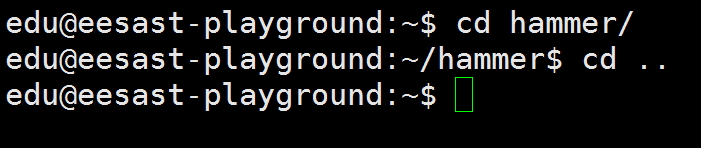 edu@eesast-playground:~$ cd hammer/
edu@eesast-playground:~/hammer$ cd ..
edu@eesast-playground:~$